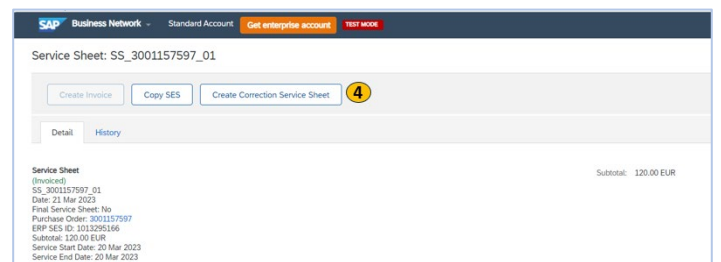 SAP Business Network Standard Account Get enterprise account TEST MODE
Service Sheet: SS_3001157597_01
Create Invoice Copy SES Create Correction Service Sheet 4
Detail History
Service Sheet Subtotal: 120.00 EUR
(Invoiced)
SS_3001157597_01
Date: 21 Mar 2023
Final Service Sheet: No
Purchase Order: 3001157597
ERP SES ID: 1013295166
Subtotal: 120.00 EUR
Service Start Date: 20 Mar 2023
Service End Date: 20 Mar 2023